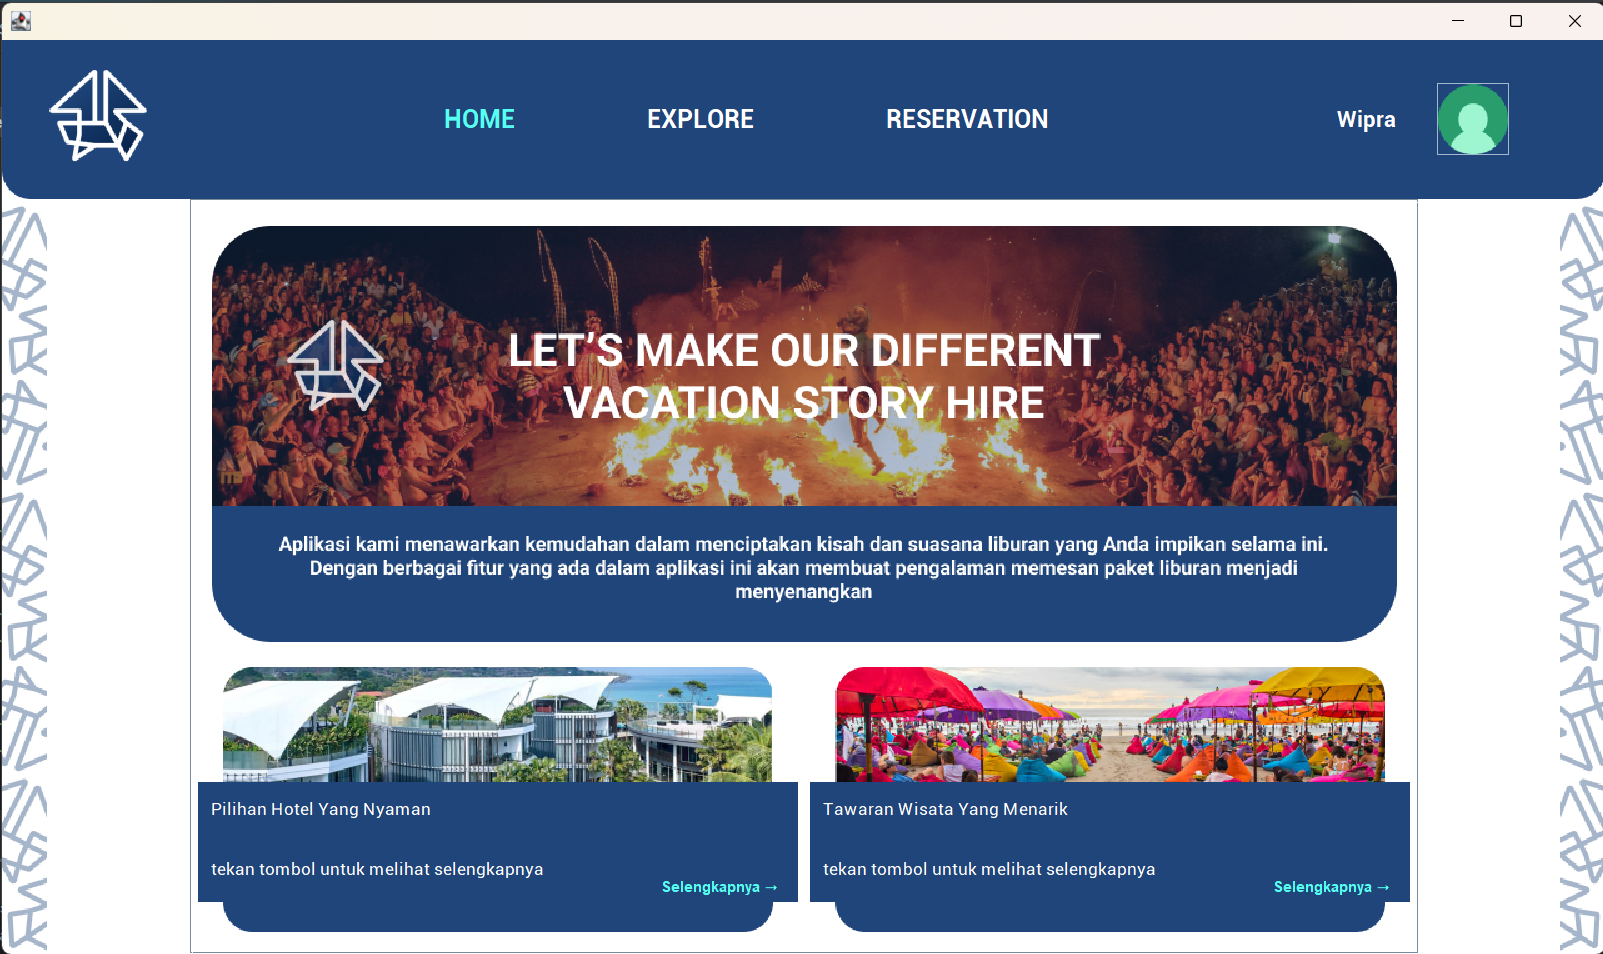 HOME
EXPLORE
RESERVATION
Wipra
LET'S MAKE OUR DIFFERENT
VACATION STORY HIRE
Aplikasi kami menawarkan kemudahan dalam menciptakan kisah dan suasana liburan yang Anda impikan selama ini.
Dengan berbagai fitur yang ada dalam aplikasi ini akan membuat pengalaman memesan paket liburan menjadi
menyenangkan
Pilihan Hotel Yang Nyaman
tekan tombol untuk melihat selengkapnya
Selengkapnya →
Tawaran Wisata Yang Menarik
tekan tombol untuk melihat selengkapnya
Selengkapnya →